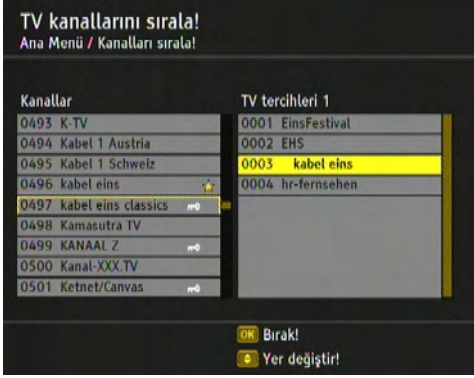 TV kanallarını sırala!
Ana Menü / Kanalları sırala!
Kanallar
0493 K-TV
0494 Kabel 1 Austria
0495 Kabel 1 Schweiz
0496 kabel eins
0497 kabel eins classics
0498 Kamasutra TV
0499 KANAAL Z
0500 Kanal-XXX.TV
0501 Ketnet/Canvas
TV tercihleri 1
0001 EinsFestival
0002 EHS
0003 kabel eins
0004 hr-fernsehen
OK Bırak!
Yer değiştir!